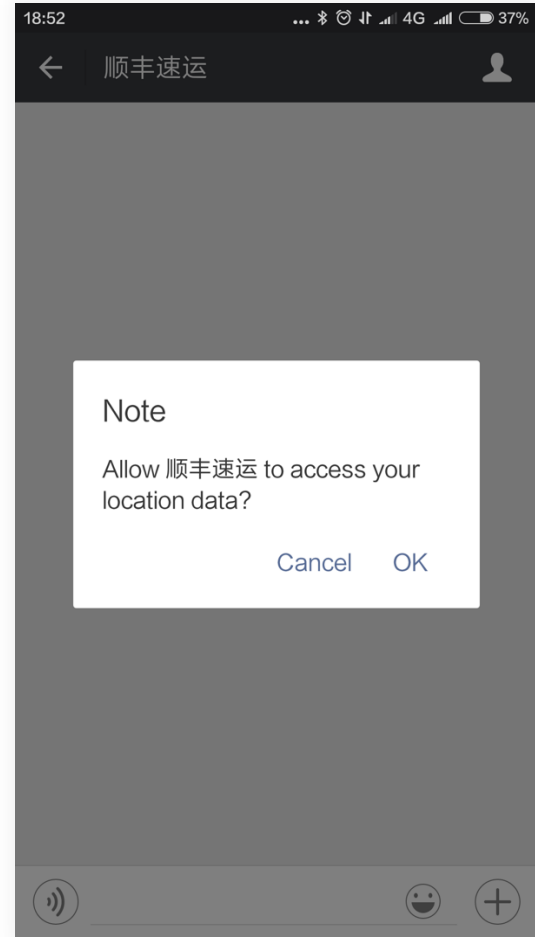 18:52 ... 4G 37%
顺丰速运
Note
Allow 顺丰速运 to access your
location data?
Cancel OK